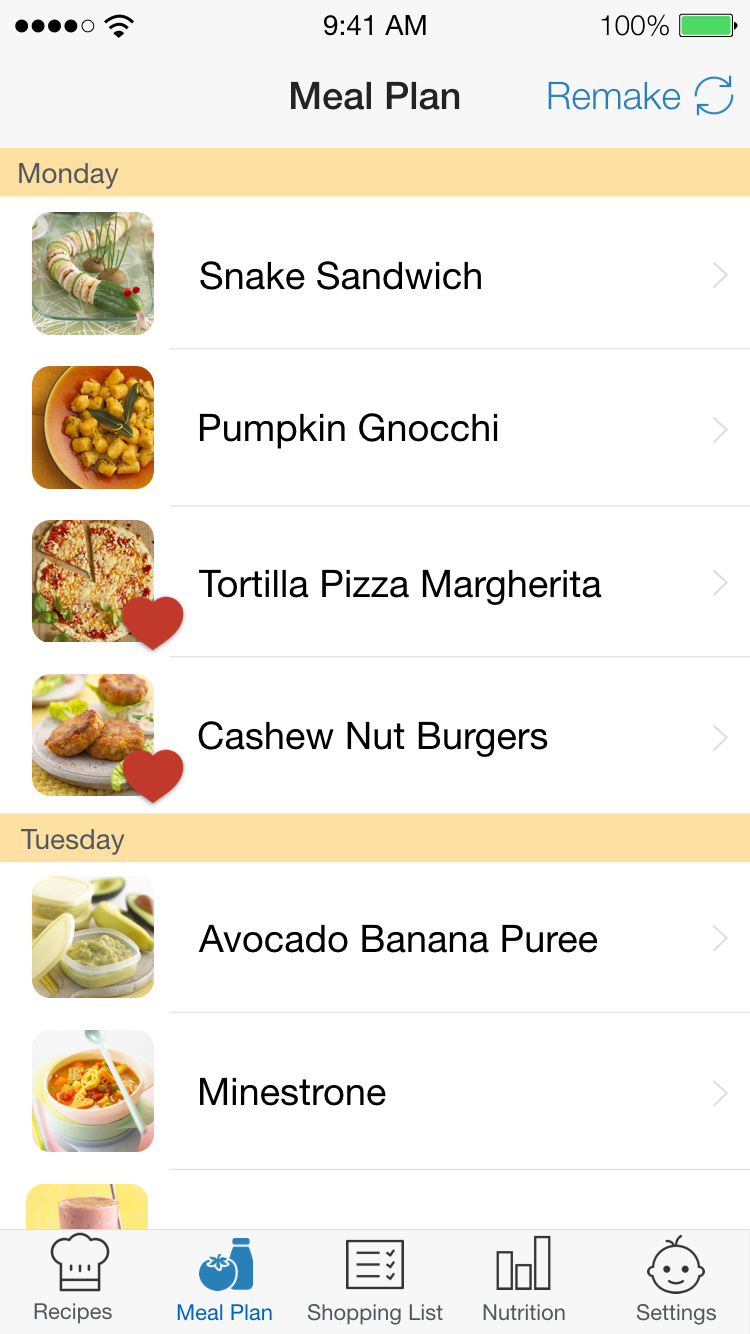 9:41 AM
100%
Meal Plan
Remake
Monday
Snake Sandwich
Pumpkin Gnocchi
Tortilla Pizza Margherita
Cashew Nut Burgers
Tuesday
Avocado Banana Puree
Minestrone
Recipes
Meal Plan
Shopping List
Nutrition
Settings